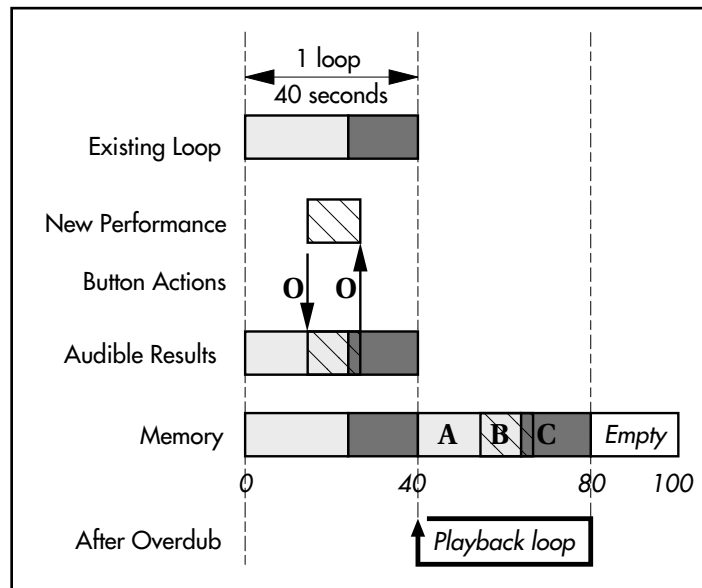 1 loop
40 seconds
Existing Loop
New Performance
Button Actions
O O
Audible Results
Memory
A B C Empty
0 40 80 100
After Overdub
Playback loop